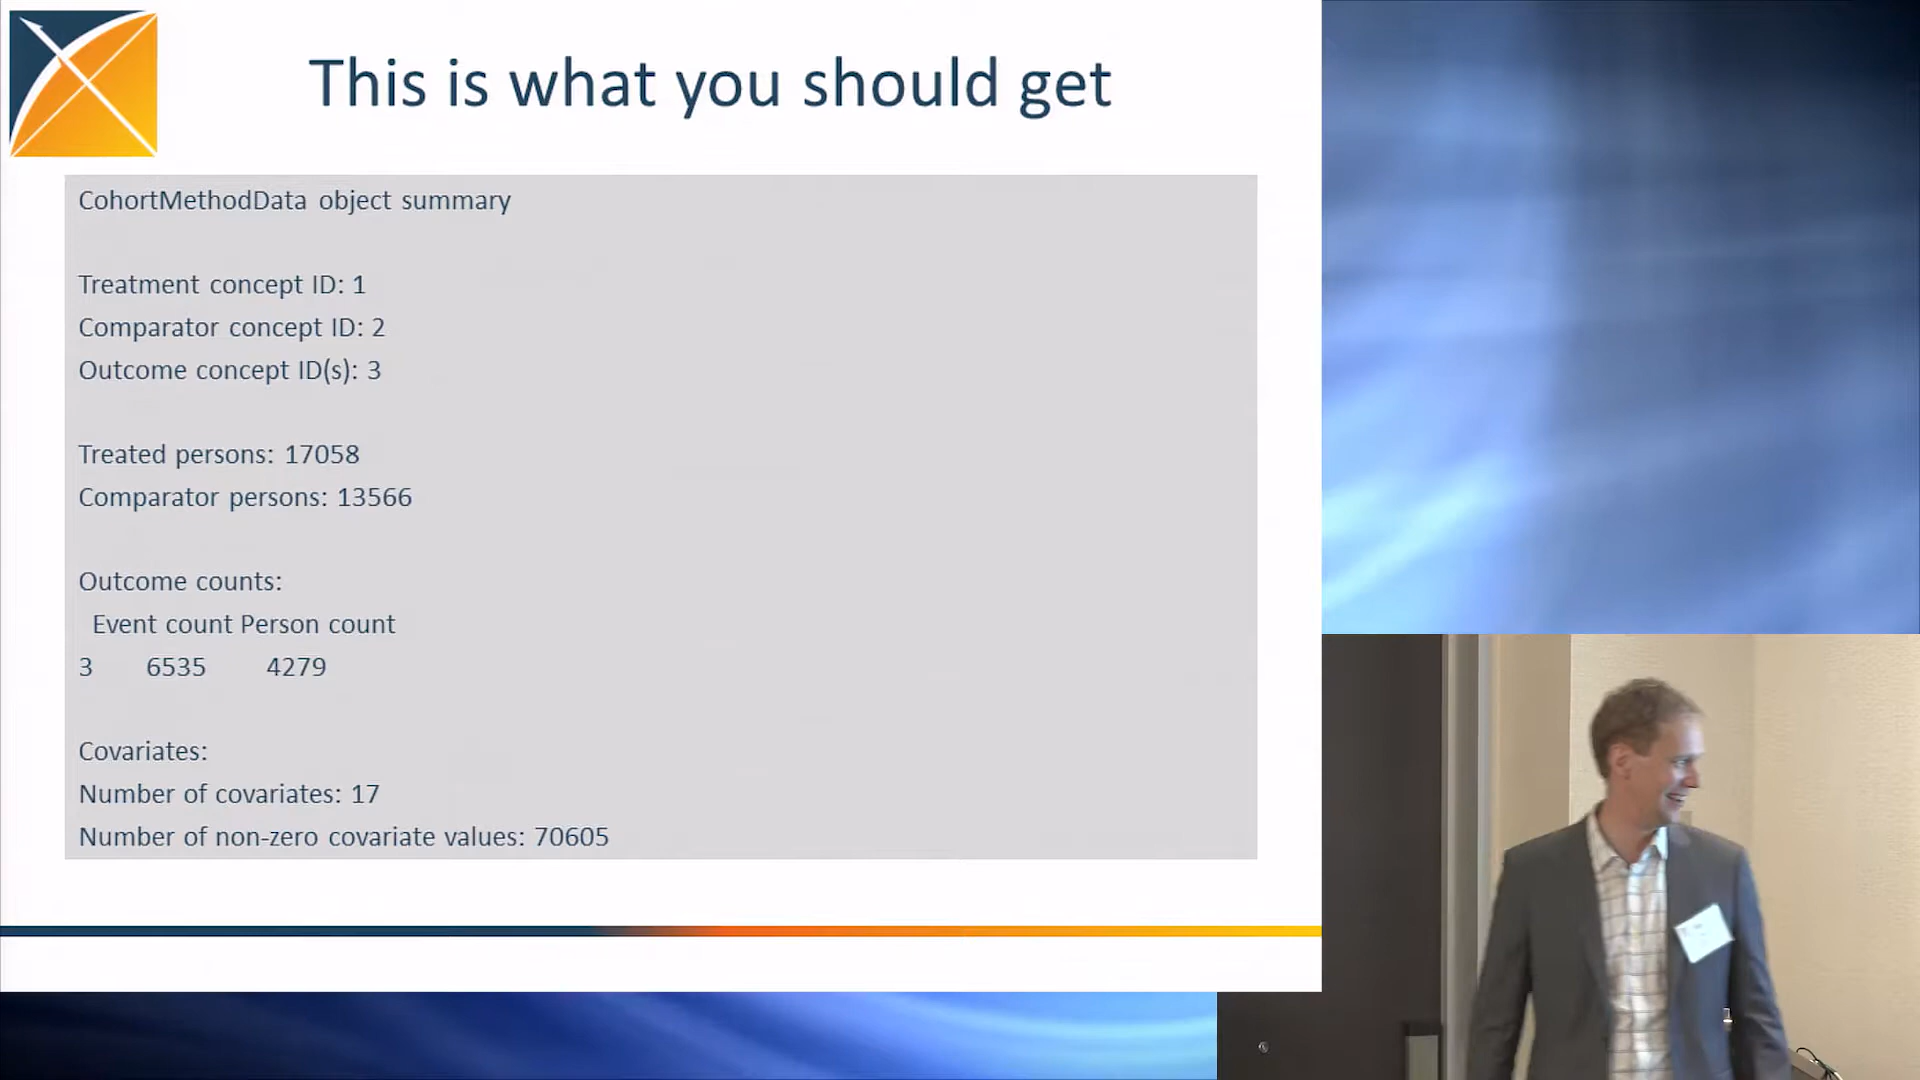 This is what you should get
CohortMethodData object summary
Treatment concept ID: 1
Comparator concept ID: 2
Outcome concept ID(s): 3
Treated persons: 17058
Comparator persons: 13566
Outcome counts:
Event count Person count
3 6535 4279
Covariates:
Number of covariates: 17
Number of non-zero covariate values: 70605